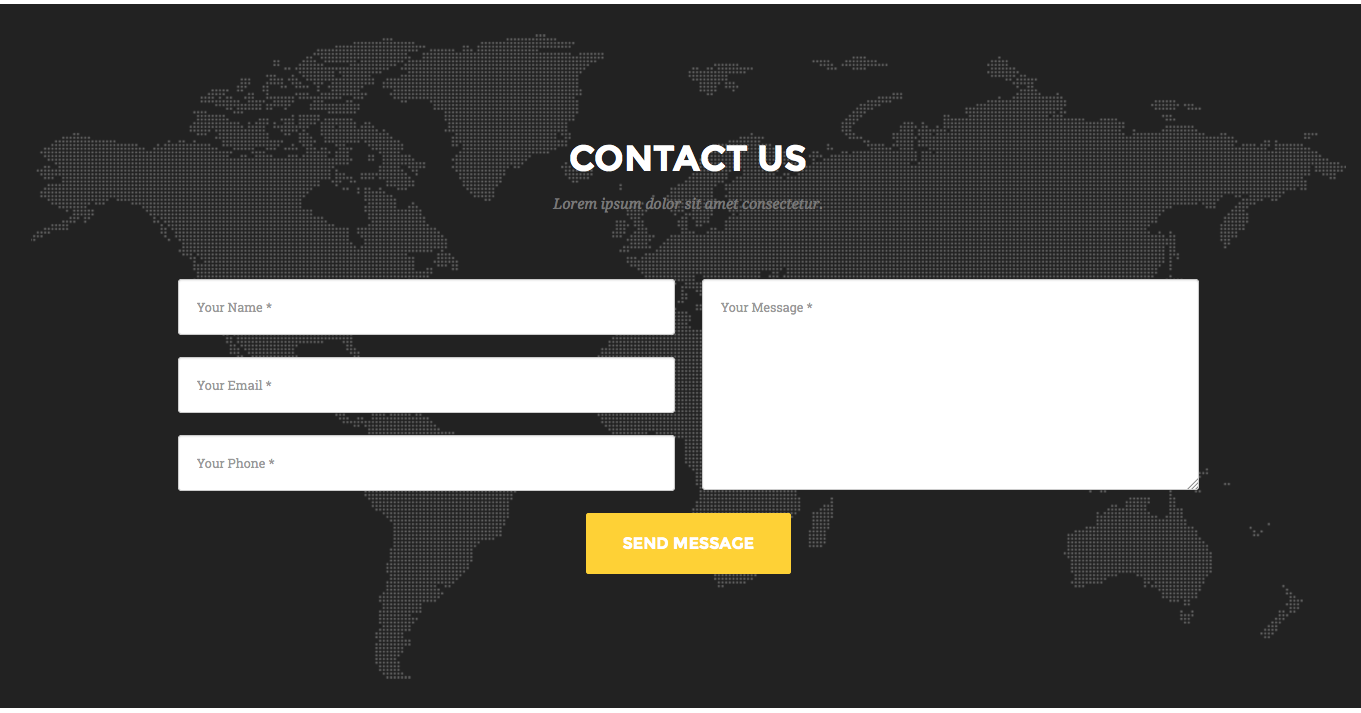 CONTACT US
Lorem ipsum dolor sit amet consectetur.
Your Name *
Your Email *
Your Phone *
Your Message *
SEND MESSAGE